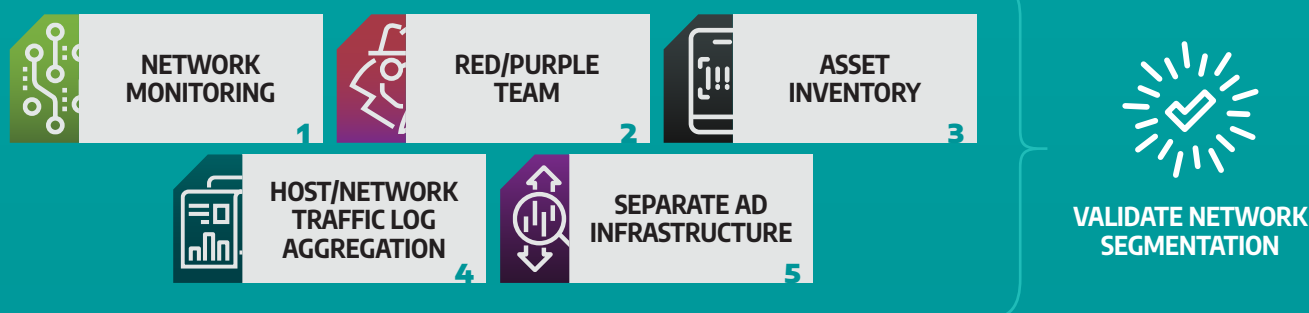 NETWORK
MONITORING
1
RED/PURPLE
TEAM
2
ASSET
INVENTORY
3
HOST/NETWORK
TRAFFIC LOG
AGGREGATION
4
SEPARATE AD
INFRASTRUCTURE
5
VALIDATE NETWORK
SEGMENTATION